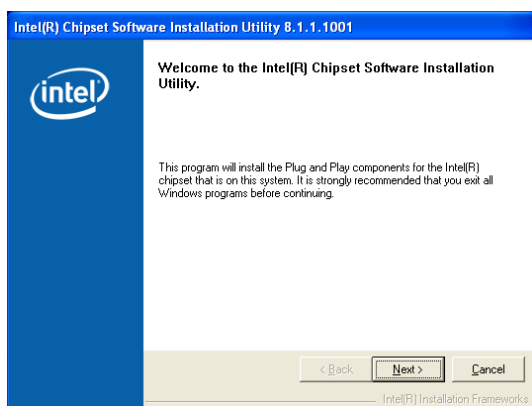 Intel(R) Chipset Software Installation Utility 8.1.1.1001
intel
Welcome to the Intel(R) Chipset Software Installation
Utility.
This program will install the Plug and Play components for the Intel(R)
chipset that is on this system. It is strongly recommended that you exit all
Windows programs before continuing.
< Back
Next >
Cancel
Intel(R) Installation Frameworks